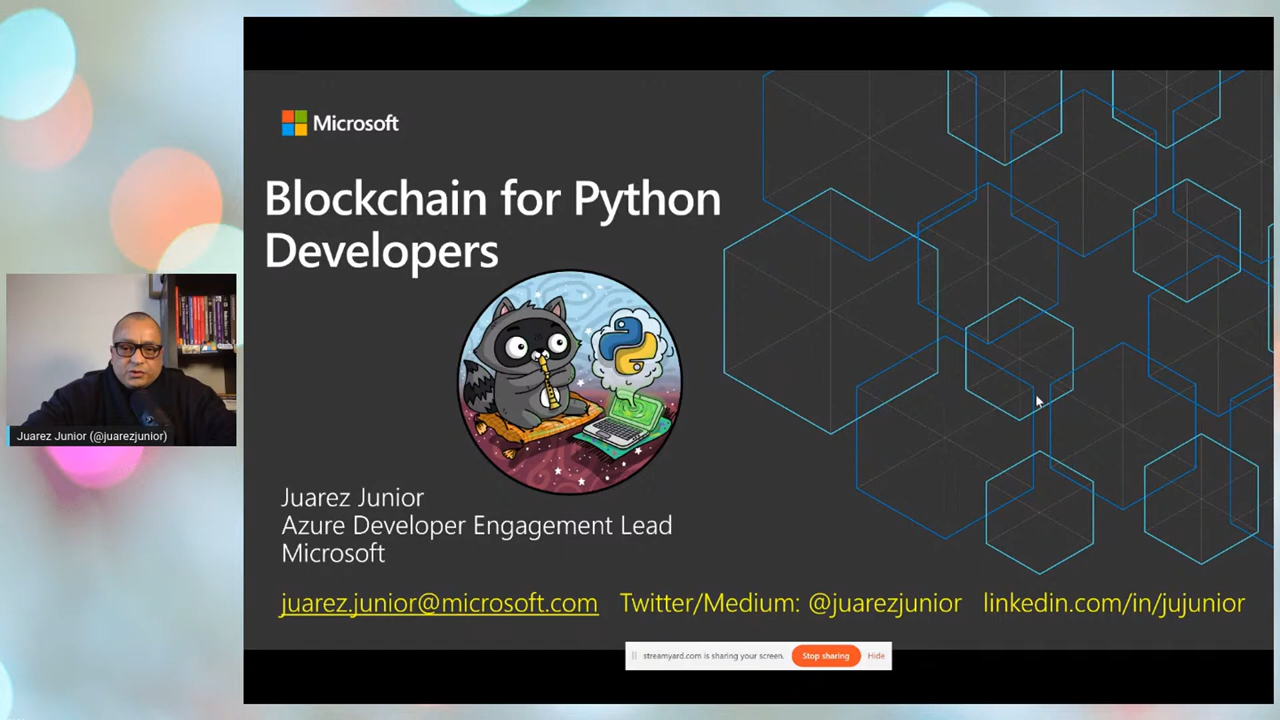 Microsoft
Blockchain for Python
Developers
Juarez Junior (@juarezjunior)
Juarez Junior
Azure Developer Engagement Lead
Microsoft
juarez.junior@microsoft.com Twitter/Medium: @juarezjunior linkedin.com/in/jujunior
streamyard.com is sharing your screen. Stop sharing Hide